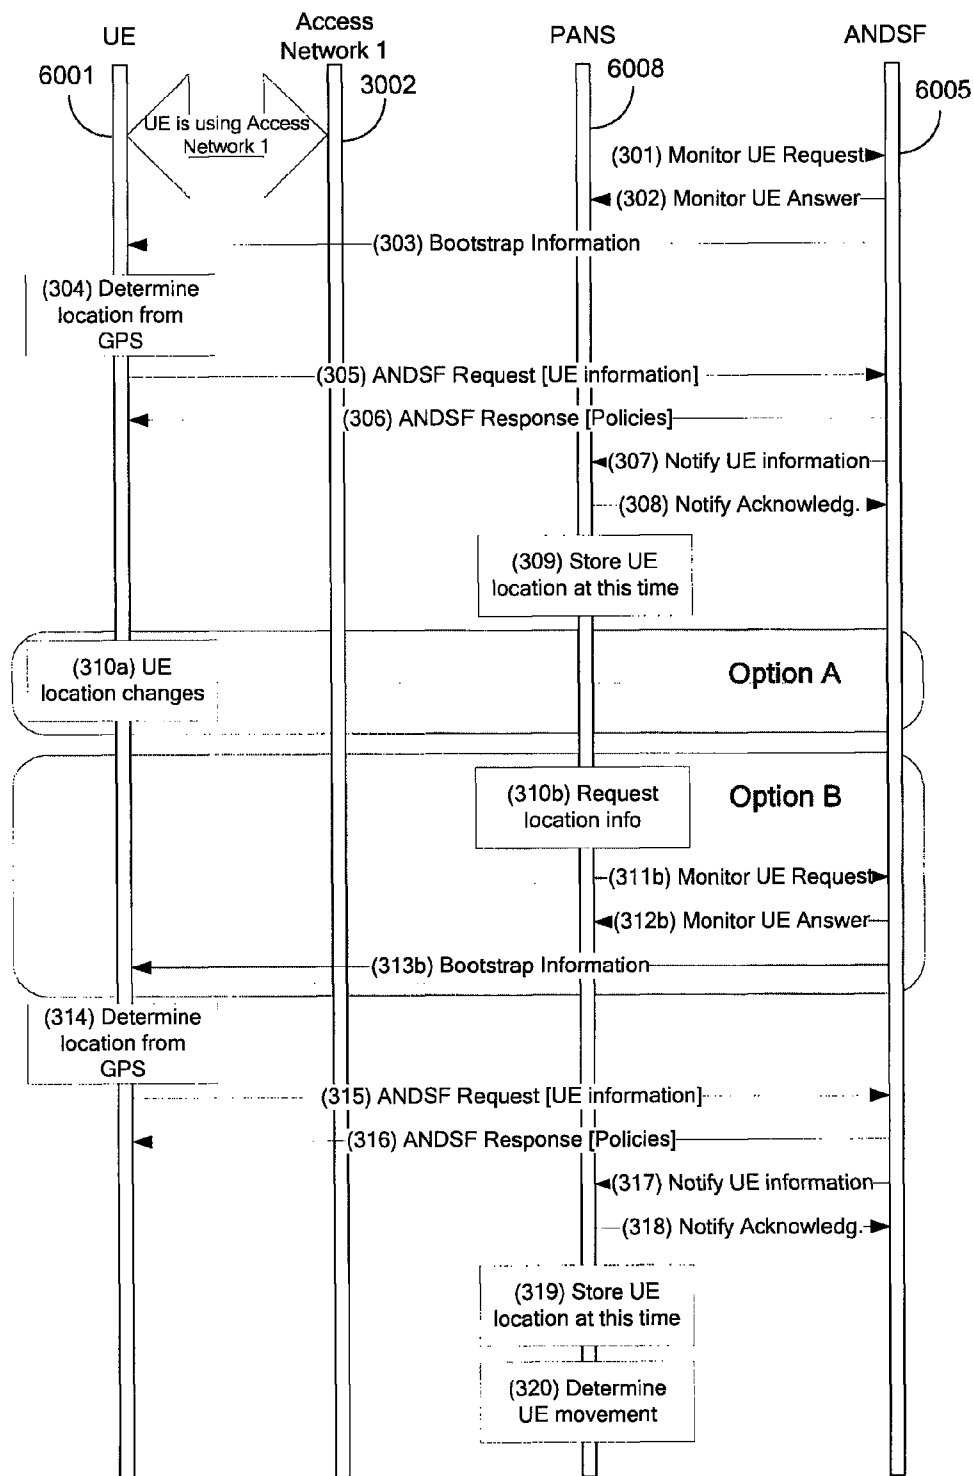 UE
Access
Network 1
PANS
ANDSF
6001
3002
6008
6005
UE is using Access
Network 1
(301) Monitor UE Request
(302) Monitor UE Answer
(303) Bootstrap Information
(304) Determine
location from
GPS
(305) ANDSF Request [UE information]
(306) ANDSF Response [Policies]
(307) Notify UE information
(308) Notify Acknowledg.
(309) Store UE
location at this time
(310a) UE
location changes
Option A
(310b) Request
location info
Option B
(311b) Monitor UE Request
(312b) Monitor UE Answer
(313b) Bootstrap Information
(314) Determine
location from
GPS
(315) ANDSF Request [UE information]
(316) ANDSF Response [Policies]
(317) Notify UE information
(318) Notify Acknowledg.
(319) Store UE
location at this time
(320) Determine
UE movement